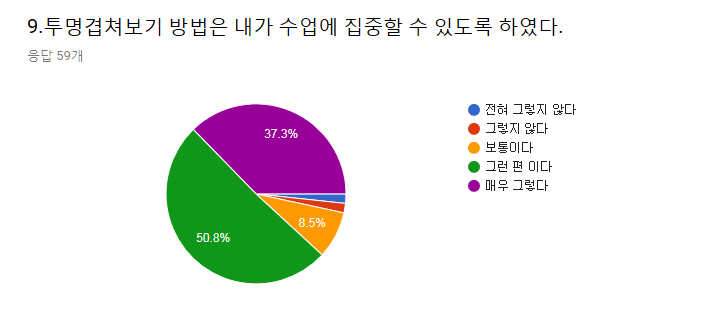 9.투명겹쳐보기 방법은 내가 수업에 집중할 수 있도록 하였다.
응답 59개
37.3%
8.5%
50.8%
전혀 그렇지 않다
그렇지 않다
보통이다
그런 편 이다
매우 그렇다